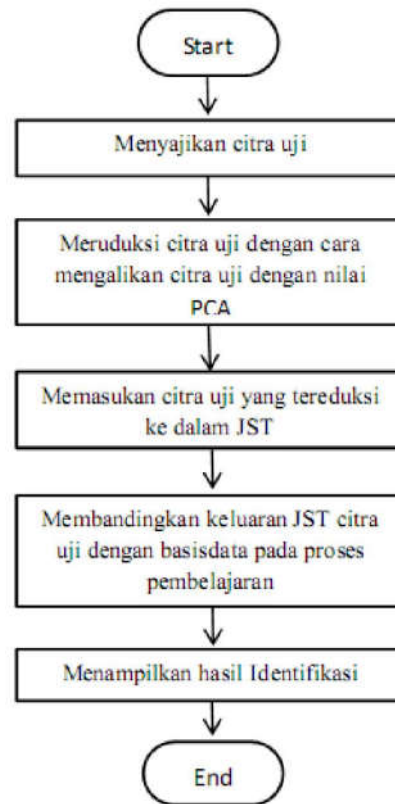 Start
Menyajikan citra uji
Meruduksi citra uji dengan cara
mengalikan citra uji dengan nilai
PCA
Memasukan citra uji yang tereduksi
ke dalam JST
Membandingkan keluaran JST citra
uji dengan basisdata pada proses
pembelajaran
Menampilkan hasil Identifikasi
End